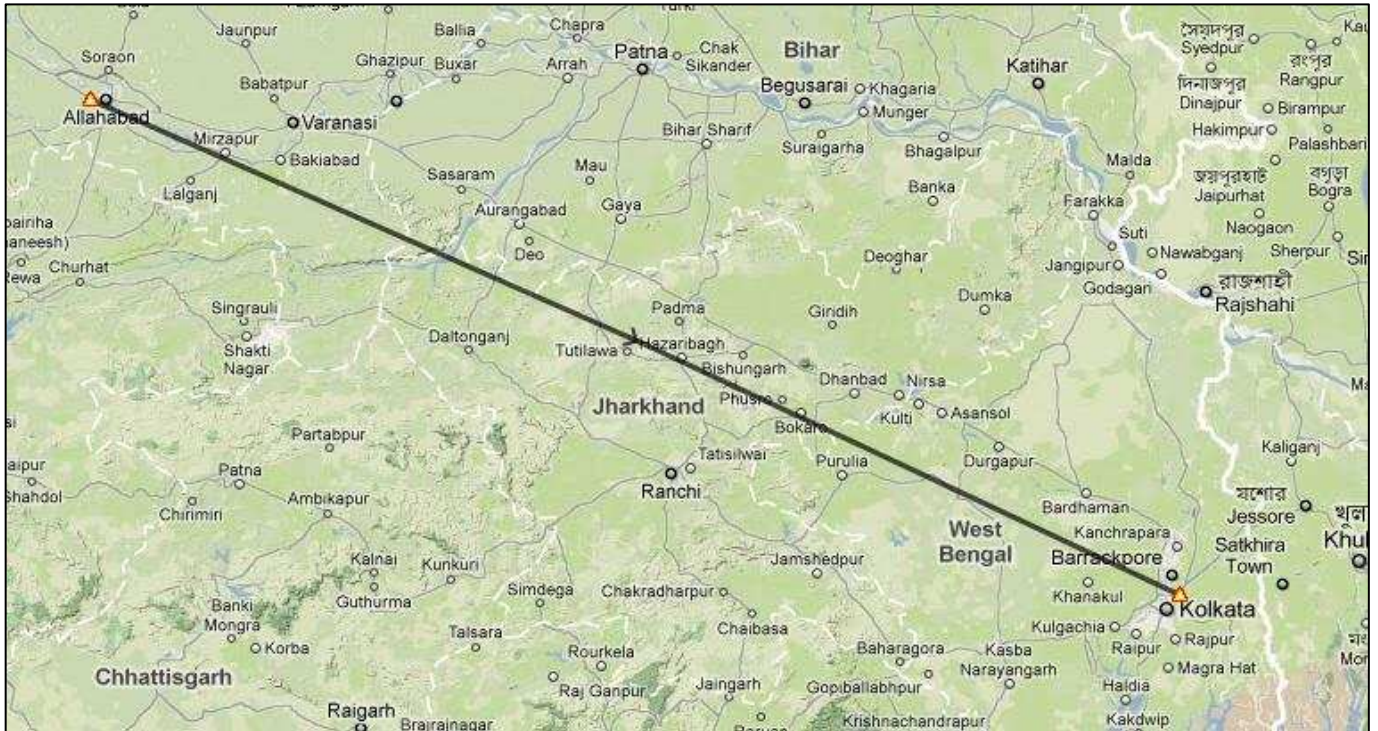 Jaunpur
Ballia
Chapra
Soraon
Ghazipur
Buxar
Arrah
Patna
Chak
Sikander
Bihar
Katihar
সৈয়দপুর
Syedpur
রংপুর
Rangpur
Babatpur
Begusarai
Khagaria
দিনাজপুর
Dinajpur
Birampur
Allahabad
Varanasi
Munger
Hakimpur
Mirzapur
Bakiabad
Bihar Sharif
Suraigarha
Bhagalpur
Palashbari
Lalganj
Sasaram
Mau
Banka
Malda
জয়পুরহাট
Jaipurhat
বগুড়া
Bogra
Aurangabad
Gaya
Farakka
Naogaon
Deo
Suti
Nawabganj
Sherpur
Churhat
Deoghar
Jangipur
Godagari
রাজশাহী
Rajshahi
Singrauli
Padma
Giridih
Dumka
Shakti
Nagar
Daltonganj
Tutilawa
Hazaribagh
Bishungarh
Jharkhand
Phusro
Dhanbad
Nirsa
Bokaro
Kulti
Asansol
Partabpur
Kaliganj
Patna
Tatisilwai
Purulia
Durgapur
Shahdol
Chirimiri
Ambikapur
Ranchi
Bardhaman
যশোর
Jessore
West
Bengal
Kanchrapara
Satkhira
Town
Kalnai
Kunkuri
Jamshedpur
Barrackpore
Guthurma
Simdega
Chakradharpur
Khanakul
Kolkata
Banki
Mongra
Korba
Talsara
Chaibasa
Kulgachia
Raipur
Rajpur
Rourkela
Baharagora
Kasba
Narayangarh
Magra Hat
Chhattisgarh
Raj Ganpur
Jaingarh
Gopiballabhpur
Haldia
Raigarh
Brajrajnagar
Krishnachandrapur
Kakdwip